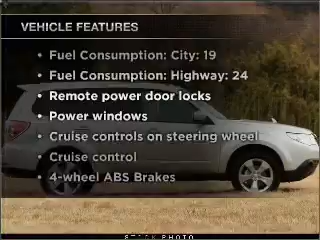 VEHICLE FEATURES
• Fuel Consumption: City: 19
• Fuel Consumption: Highway: 24
• Remote power door locks
• Power windows
• Cruise controls on steering wheel
• Cruise control
• 4-wheel ABS Brakes
STOCK PHOTO